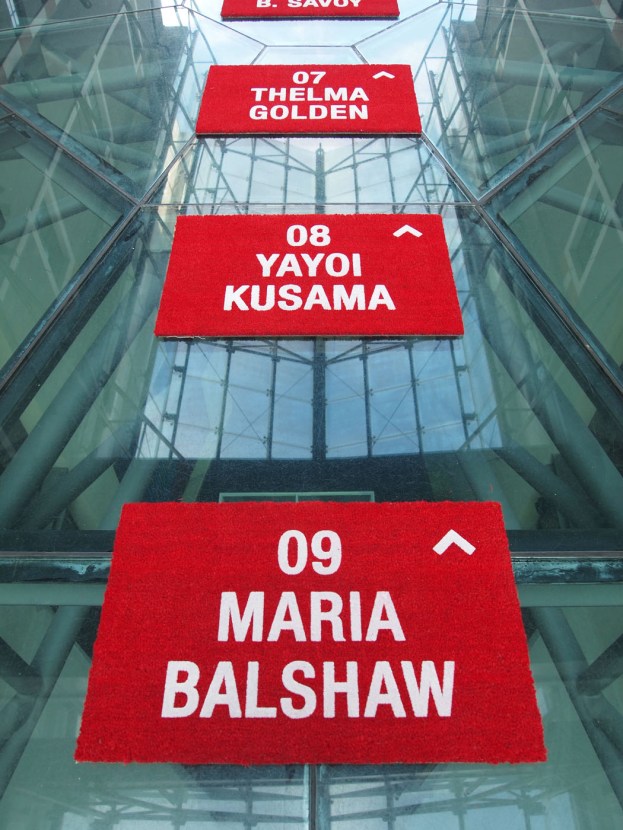 B. SAVOY
07
THELMA
GOLDEN
08
YAYOI
KUSAMA
09
MARIA
BALSHAW